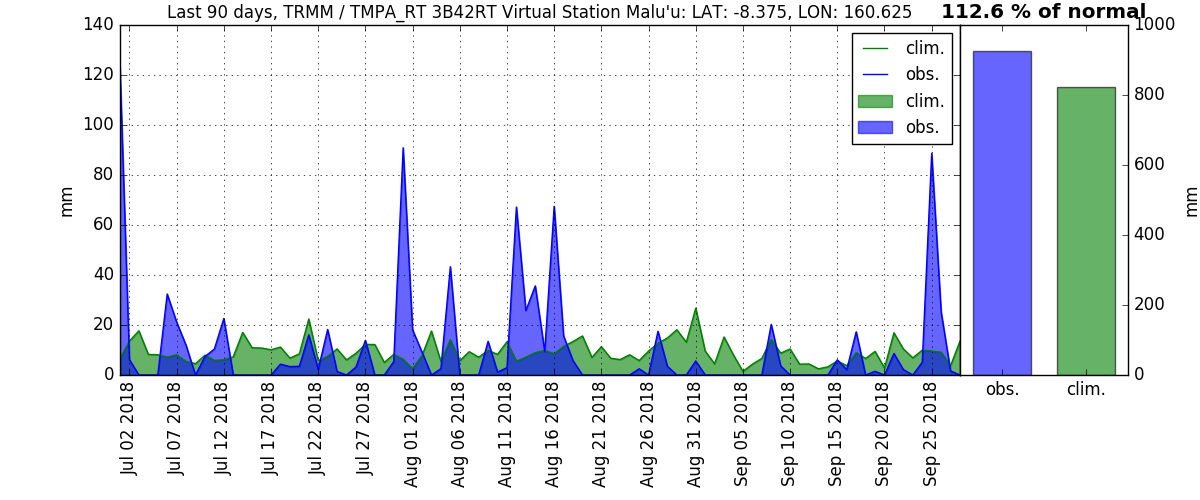 Last 90 days, TRMM / TMPA_RT 3B42RT Virtual Station Malu'u: LAT: -8.375, LON: 160.625
112.6 % of normal
140
120
100
80
60
40
20
0
mm
clim.
obs.
clim.
obs.
1000
800
600
400
200
0
mm
Jul 02 2018
Jul 07 2018
Jul 12 2018
Jul 17 2018
Jul 22 2018
Jul 27 2018
Aug 01 2018
Aug 06 2018
Aug 11 2018
Aug 16 2018
Aug 21 2018
Aug 26 2018
Aug 31 2018
Sep 05 2018
Sep 10 2018
Sep 15 2018
Sep 20 2018
Sep 25 2018
obs.
clim.